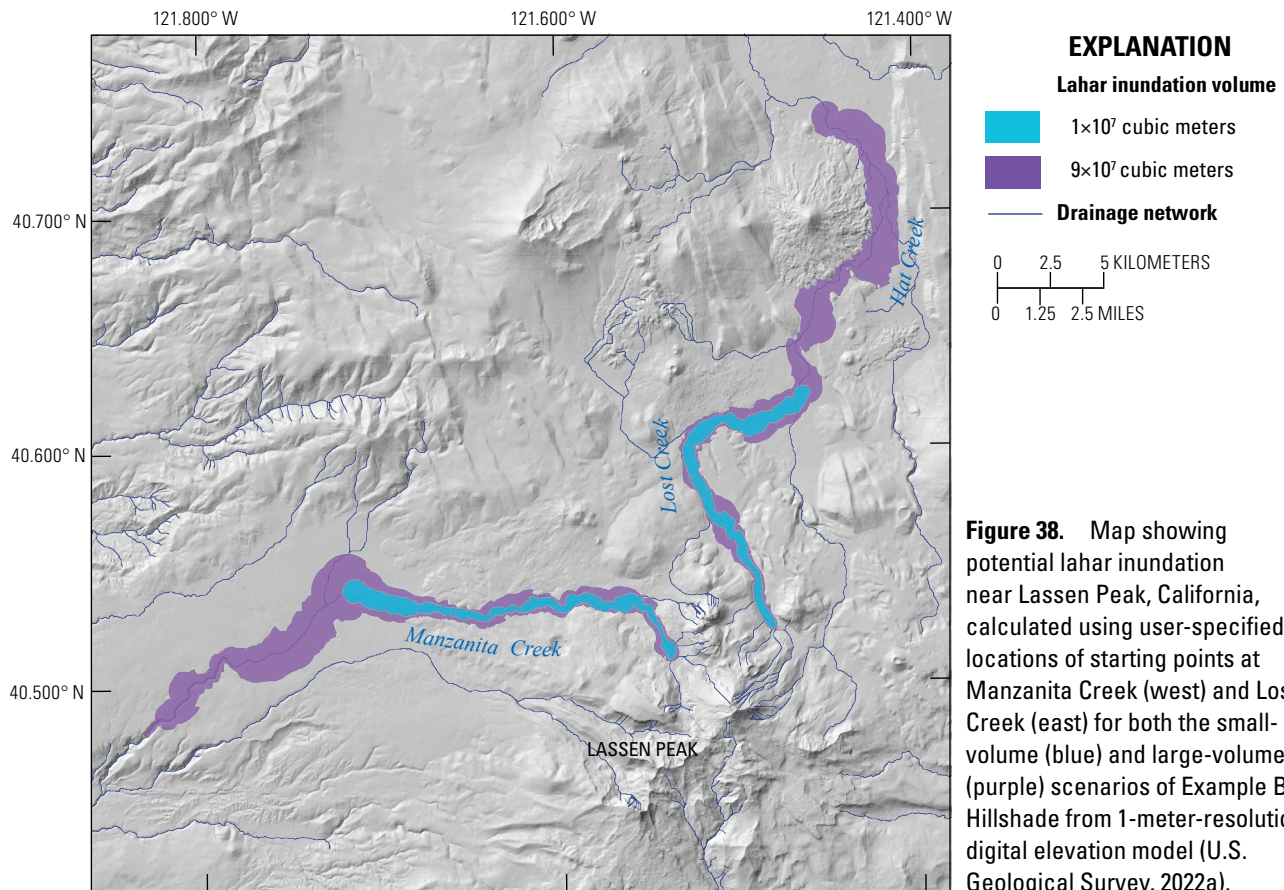 121.800° W
121.600° W
121.400° W
40.700° N
40.600° N
40.500° N
Hat Creek
Lost Creek
Manzanita Creek
LASSEN PEAK
EXPLANATION
Lahar inundation volume
1×10⁷ cubic meters
9×10⁷ cubic meters
Drainage network
0 2.5 5 KILOMETERS
0 1.25 2.5 MILES
Figure 38. Map showing
potential lahar inundation
near Lassen Peak, California,
calculated using user-specified
locations of starting points at
Manzanita Creek (west) and
Creek (east) for both the small-
volume (blue) and large-volume
(purple) scenarios of Example
Hillshade from 1-meter-resolution
digital elevation model (U.S.
Geological Survey, 2022a).